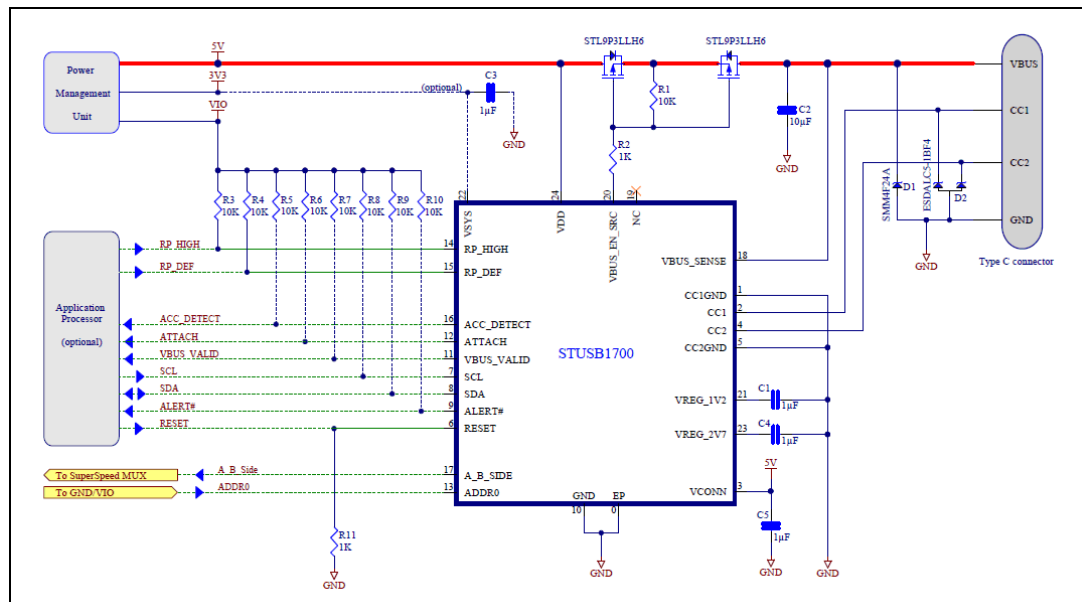 5V
STL9P3LLH6
STL9P3LLH6
Power
Management
Unit
3V3
VIO
(optional)
C3
1µF
GND
R1
10K
R2
1K
C2
10µF
GND
VBUS
CC1
CC2
GND
Type C connector
SMM4F24A
D1
ESDALC5-1BF4
D2
GND
R3
10K
R4
10K
R5
10K
R6
10K
R7
10K
R8
10K
R9
10K
R10
10K
22
VSYS
24
VDD
20
VBUS_EN_SRC
19
NC
Application
Processor
(optional)
RP_HIGH
14
RP_HIGH
RP_DEF
15
RP_DEF
ACC_DETECT
16
ACC_DETECT
ATTACH
12
ATTACH
VBUS_VALID
11
VBUS_VALID
SCL
7
SCL
SDA
8
SDA
ALERT#
9
ALERT#
RESET
6
RESET
To SuperSpeed MUX
A_B_Side
17
A_B_SIDE
To GND/VIO
ADDR0
13
ADDR0
STUSB1700
VBUS_SENSE
18
CC1GND
1
CC1
2
CC2
4
CC2GND
5
VREG_1V2
21
C1
1µF
VREG_2V7
23
C4
1µF
5V
VCONN
3
C5
1µF
GND
GND
GND
10
EP
0
GND
R11
1K
GND